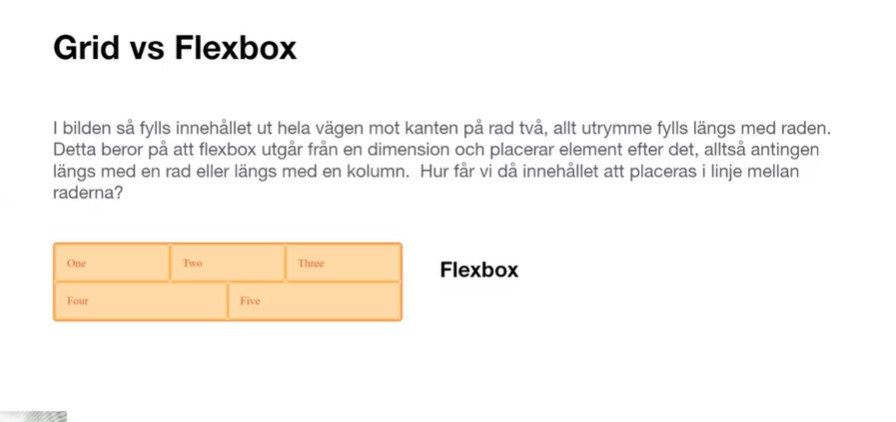 Grid vs Flexbox
I bilden så fylls innehållet ut hela vägen mot kanten på rad två, allt utrymme fylls längs med raden.
Detta beror på att flexbox utgår från en dimension och placerar element efter det, alltså antingen
längs med en rad eller längs med en kolumn.  Hur får vi då innehållet att placeras i linje mellan
raderna?
One Two Three
Flexbox
Four Five